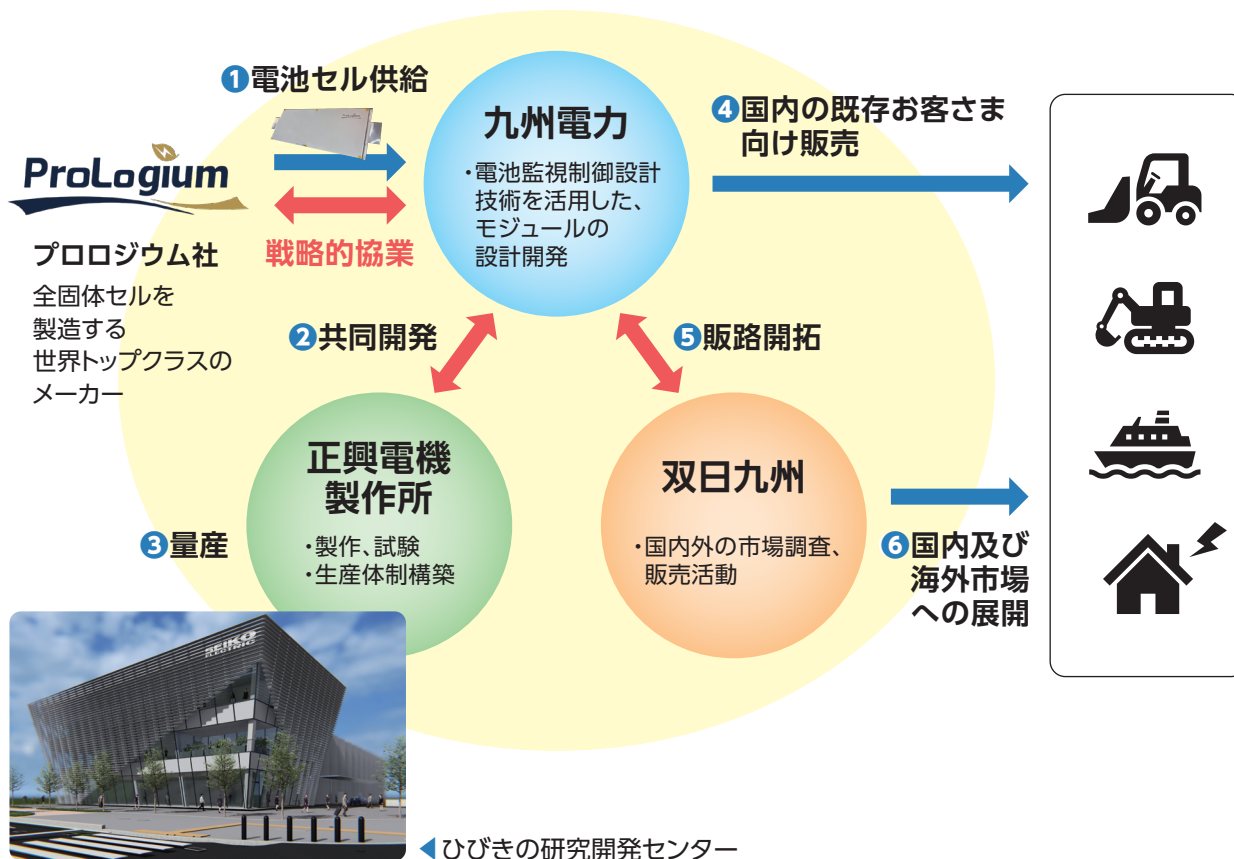 ❶電池セル供給
ProLogium
プロロジウム社
全固体セルを
製造する
世界トップクラスの
メーカー
戦略的協業
九州電力
・電池監視制御設計
技術を活用した、
モジュールの
設計開発
❹国内の既存お客さま
向け販売
❷共同開発
❺販路開拓
正興電機
製作所
・製作、試験
・生産体制構築
❸量産
双日九州
・国内外の市場調査、
販売活動
❻国内及び
海外市場
への展開
SEIKO
ELECTRIC
◀ひびきの研究開発センター